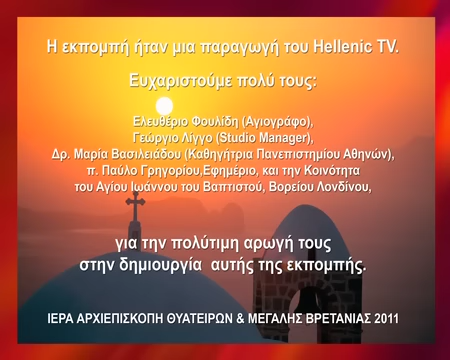 Η εκπομπή ήταν μια παραγωγή του Hellenic TV.
Ευχαριστούμε πολύ τους:
Ελευθέριο Φουλίδη (Αγιογράφο),
Γεώργιο Λίγγο (Studio Manager),
Δρ. Μαρία Βασιλειάδου (Καθηγήτρια Πανεπιστημίου Αθηνών),
π. Παύλο Γρηγορίου,Εφημέριο, και την Κοινότητα
του Αγίου Ιωάννου του Βαπτιστού, Βορείου Λονδίνου,
για την πολύτιμη αρωγή τους
στην δημιουργία αυτής της εκπομπής.
ΙΕΡΑ ΑΡΧΙΕΠΙΣΚΟΠΗ ΘΥΑΤΕΙΡΩΝ & ΜΕΓΑΛΗΣ ΒΡΕΤΑΝΙΑΣ 2011